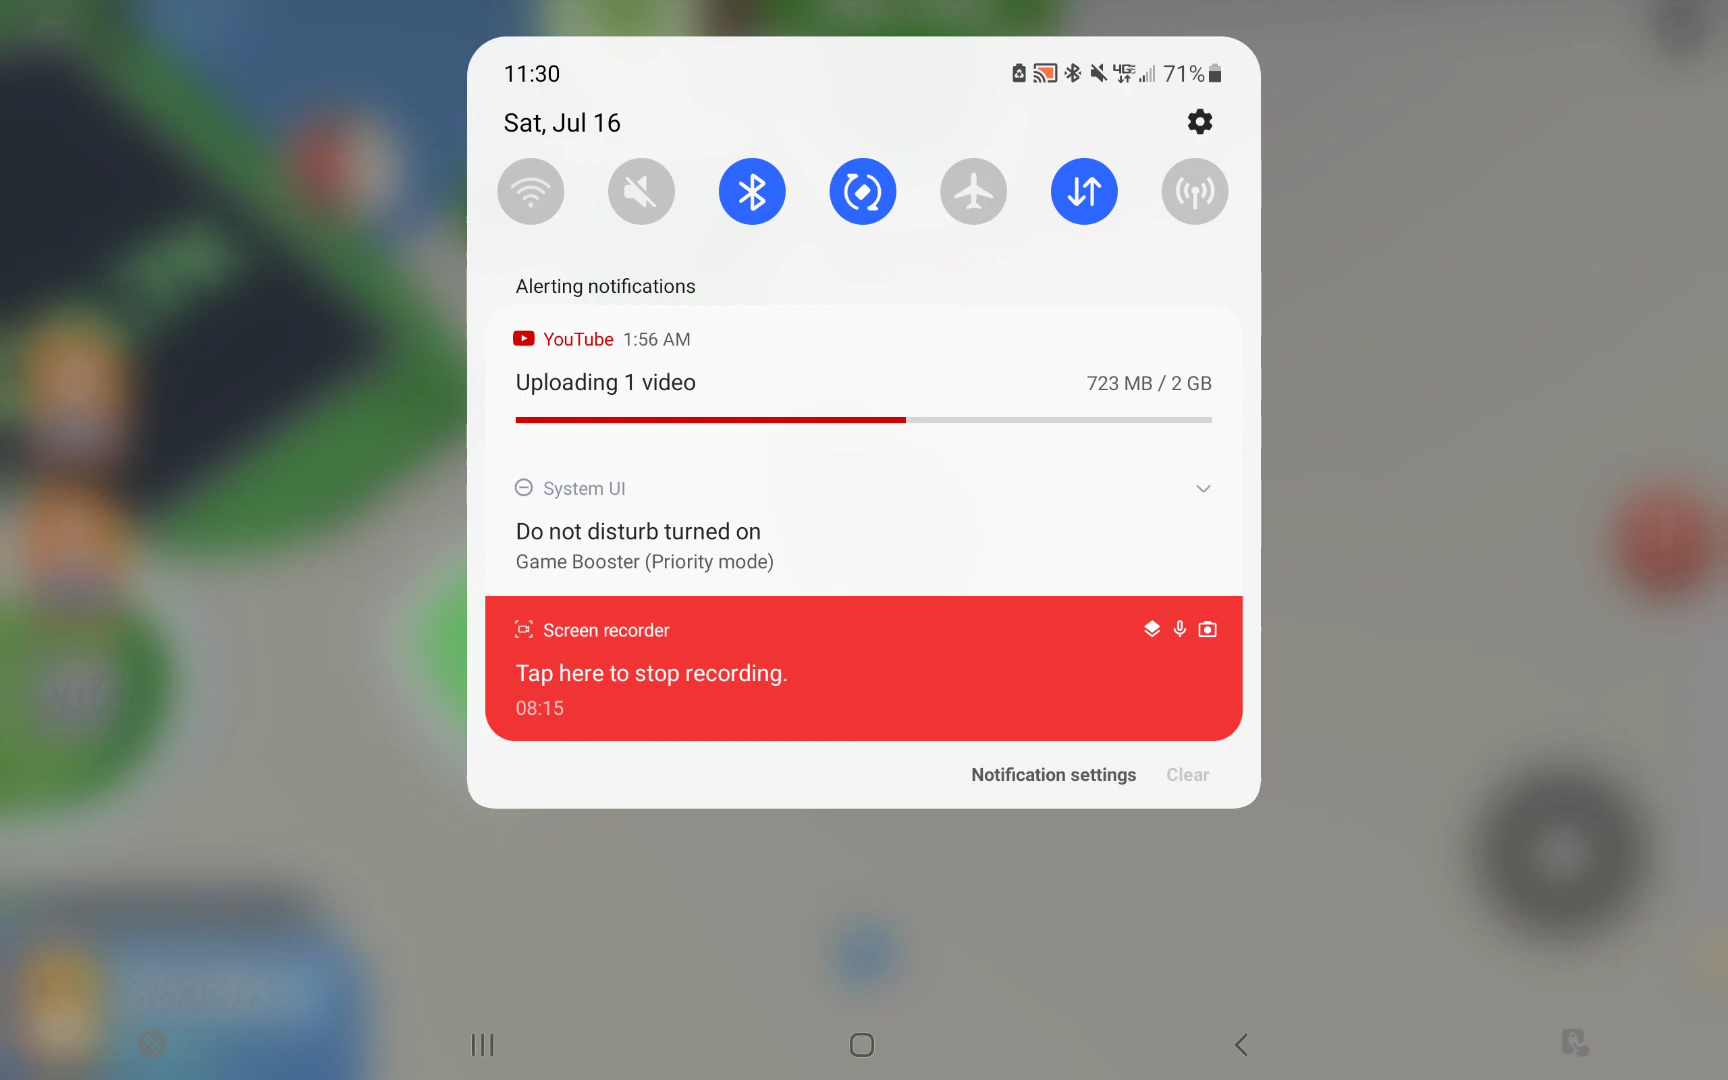 11:30
4G 71%
Sat, Jul 16
Alerting notifications
YouTube 1:56 AM
Uploading 1 video 723 MB / 2 GB
System UI
Do not disturb turned on
Game Booster (Priority mode)
Screen recorder
Tap here to stop recording.
08:15
Notification settings Clear